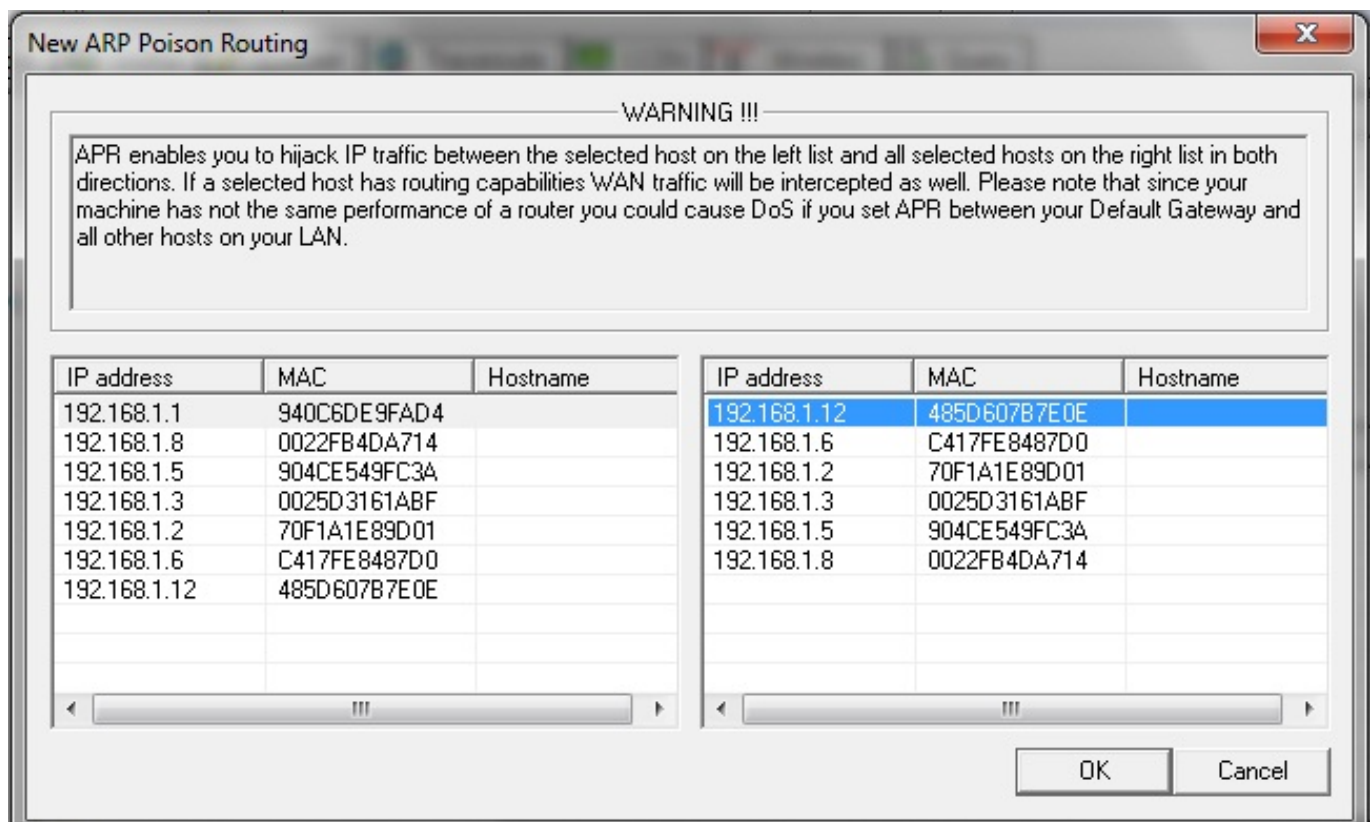 New ARP Poison Routing
WARNING !!!
APR enables you to hijack IP traffic between the selected host on the left list and all selected hosts on the right list in both
directions. If a selected host has routing capabilities WAN traffic will be intercepted as well. Please note that since your
machine has not the same performance of a router you could cause DoS if you set APR between your Default Gateway and
all other hosts on your LAN.
IP address MAC Hostname
192.168.1.1 940C6DE9FAD4
192.168.1.8 0022FB4DA714
192.168.1.5 904CE549FC3A
192.168.1.3 0025D3161ABF
192.168.1.2 70F1A1E89D01
192.168.1.6 C417FE8487D0
192.168.1.12 485D607B7E0E
IP address MAC Hostname
192.168.1.12 485D607B7E0E
192.168.1.6 C417FE8487D0
192.168.1.2 70F1A1E89D01
192.168.1.3 0025D3161ABF
192.168.1.5 904CE549FC3A
192.168.1.8 0022FB4DA714
OK Cancel